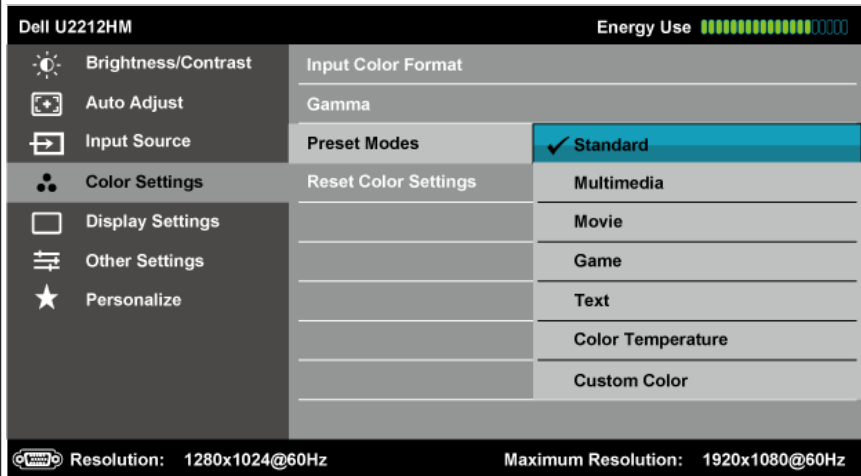 Dell U2212HM Energy Use
Brightness/Contrast Input Color Format
Auto Adjust Gamma
Input Source Preset Modes Standard
Color Settings Reset Color Settings Multimedia
Display Settings Movie
Other Settings Game
Personalize Text
Color Temperature
Custom Color
Resolution: 1280x1024@60Hz Maximum Resolution: 1920x1080@60Hz